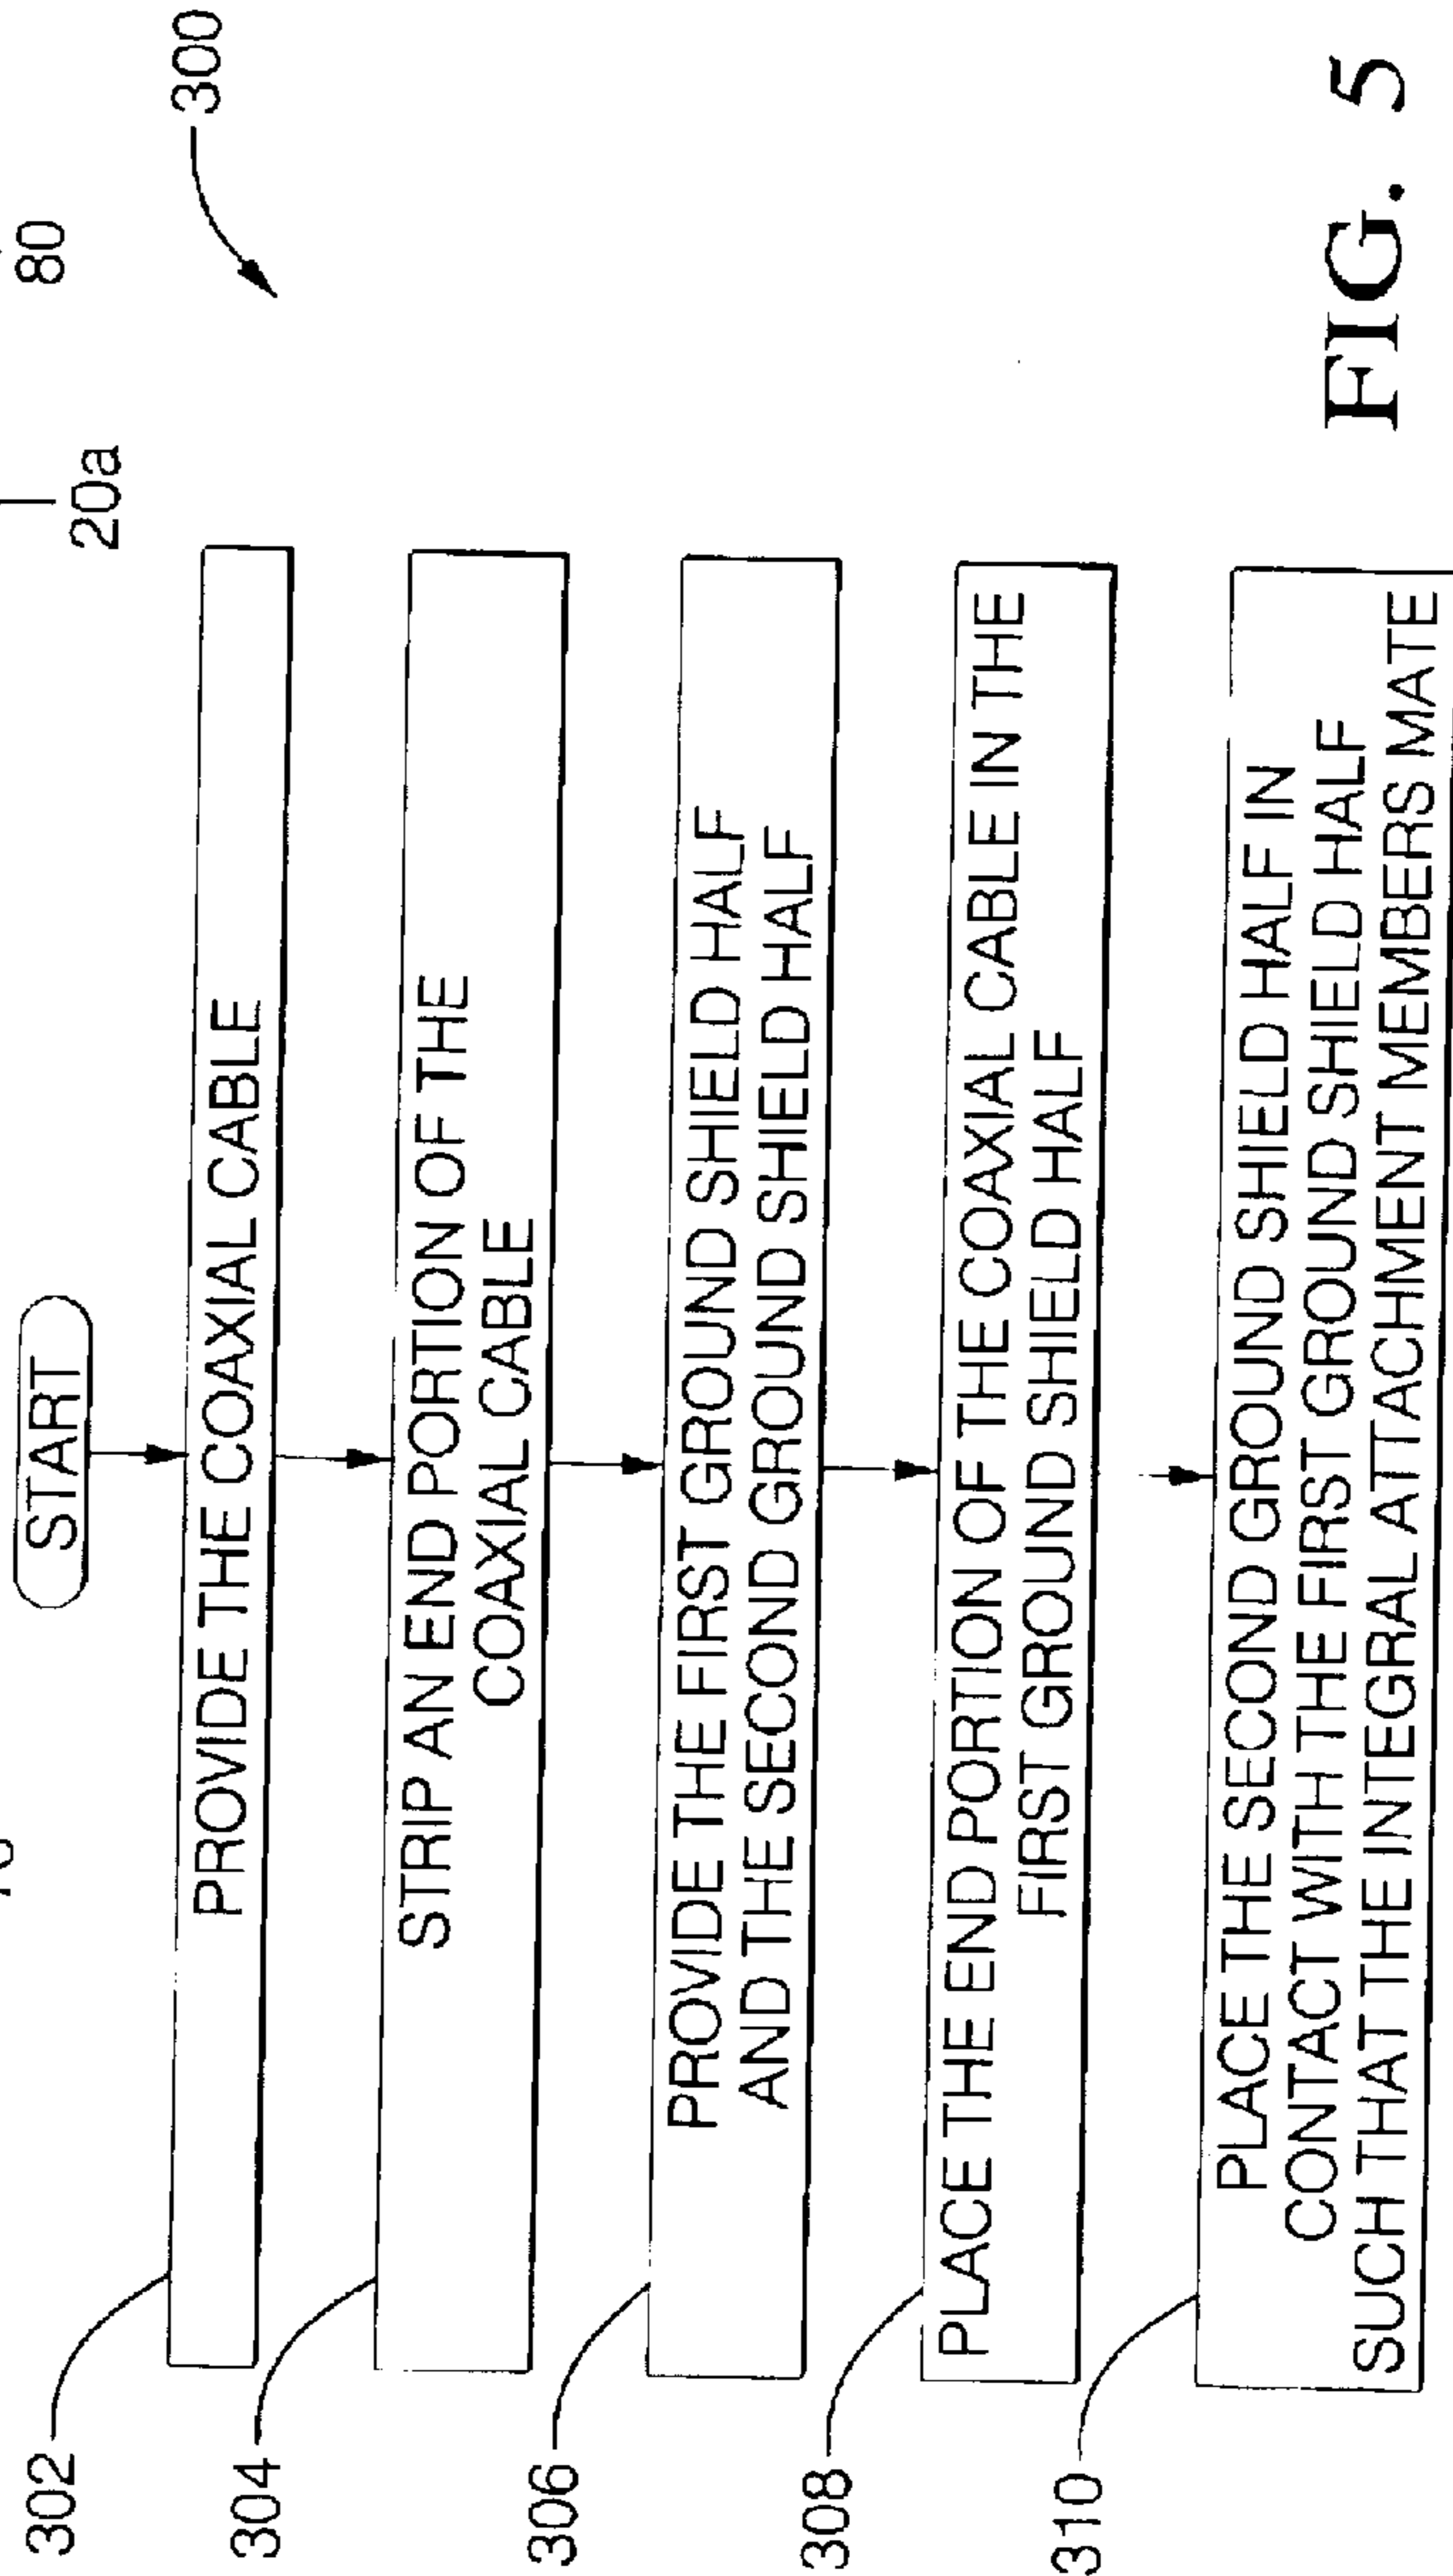 80
20a
300
START
302
PROVIDE THE COAXIAL CABLE
304
STRIP AN END PORTION OF THE
COAXIAL CABLE
306
PROVIDE THE FIRST GROUND SHIELD HALF
AND THE SECOND GROUND SHIELD HALF
308
PLACE THE END PORTION OF THE COAXIAL CABLE IN THE
FIRST GROUND SHIELD HALF
310
PLACE THE SECOND GROUND SHIELD HALF IN
CONTACT WITH THE FIRST GROUND SHIELD HALF
SUCH THAT THE INTEGRAL ATTACHMENT MEMBERS MATE
FIG. 5